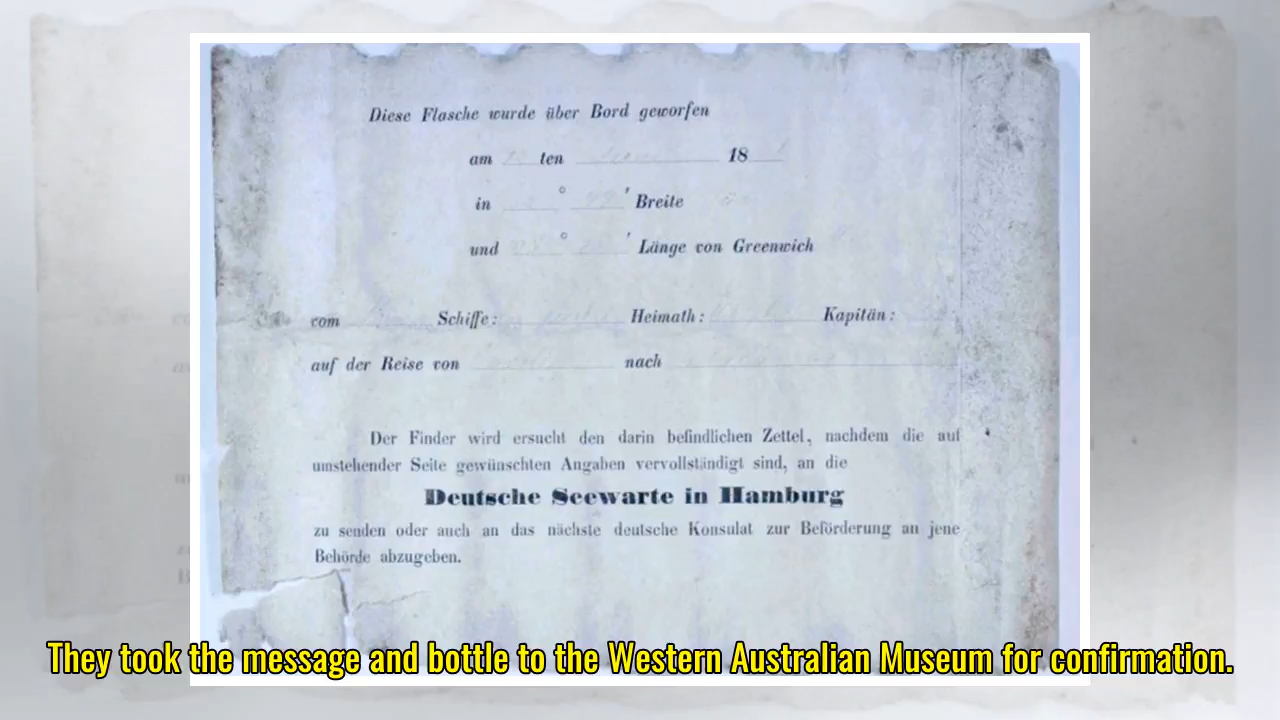 Diese Flasche wurde über Bord geworfen
am ten 18
in ° ' Breite
und ° ' Länge von Greenwich
vom Schiffe: Heimath: Kapitän:
auf der Reise von nach
Der Finder wird ersucht den darin befindlichen Zettel, nachdem die auf
umstehender Seite gewünschten Angaben vervollständigt sind, an die
Deutsche Seewarte in Hamburg
zu senden oder auch an das nächste deutsche Konsulat zur Beförderung an jene
Behörde abzugeben.
They took the message and bottle to the Western Australian Museum for confirmation.